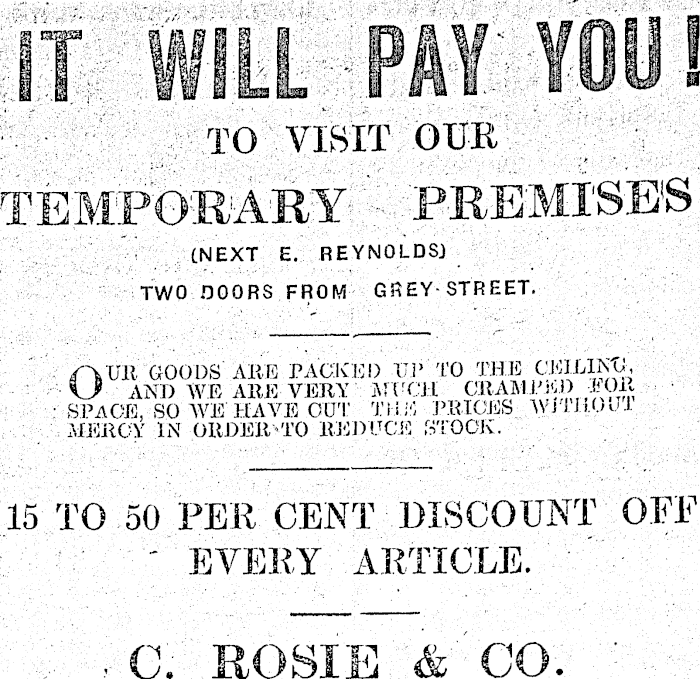 IT WILL PAY YOU!
TO VISIT OUR
TEMPORARY PREMISES
(NEXT E. REYNOLDS)
TWO DOORS FROM GREY STREET.
OUR GOODS ARE PACKED UP TO THE CEILING,
AND WE ARE VERY MUCH CRAMPED FOR
SPACE, SO WE HAVE CUT THE PRICES WITHOUT
MERCY IN ORDER TO REDUCE STOCK.
15 TO 50 PER CENT DISCOUNT OFF
EVERY ARTICLE.
C. ROSIE & CO.